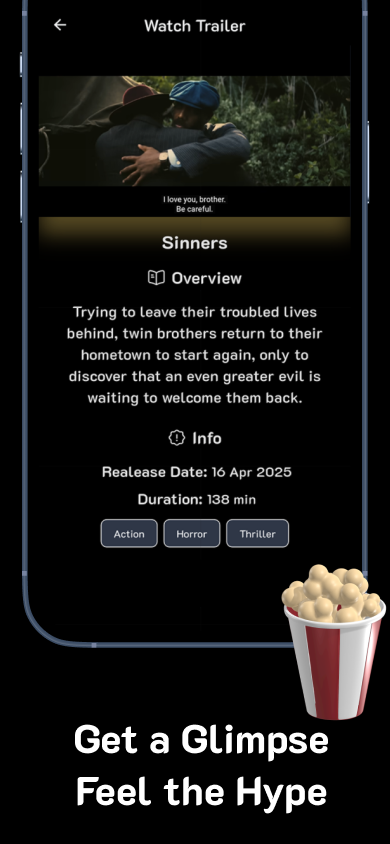 Watch Trailer
I love you, brother.
Be careful.
Sinners
Overview
Trying to leave their troubled lives
behind, twin brothers return to their
hometown to start again, only to
discover that an even greater evil is
waiting to welcome them back.
Info
Realease Date: 16 Apr 2025
Duration: 138 min
Action Horror Thriller
Get a Glimpse
Feel the Hype